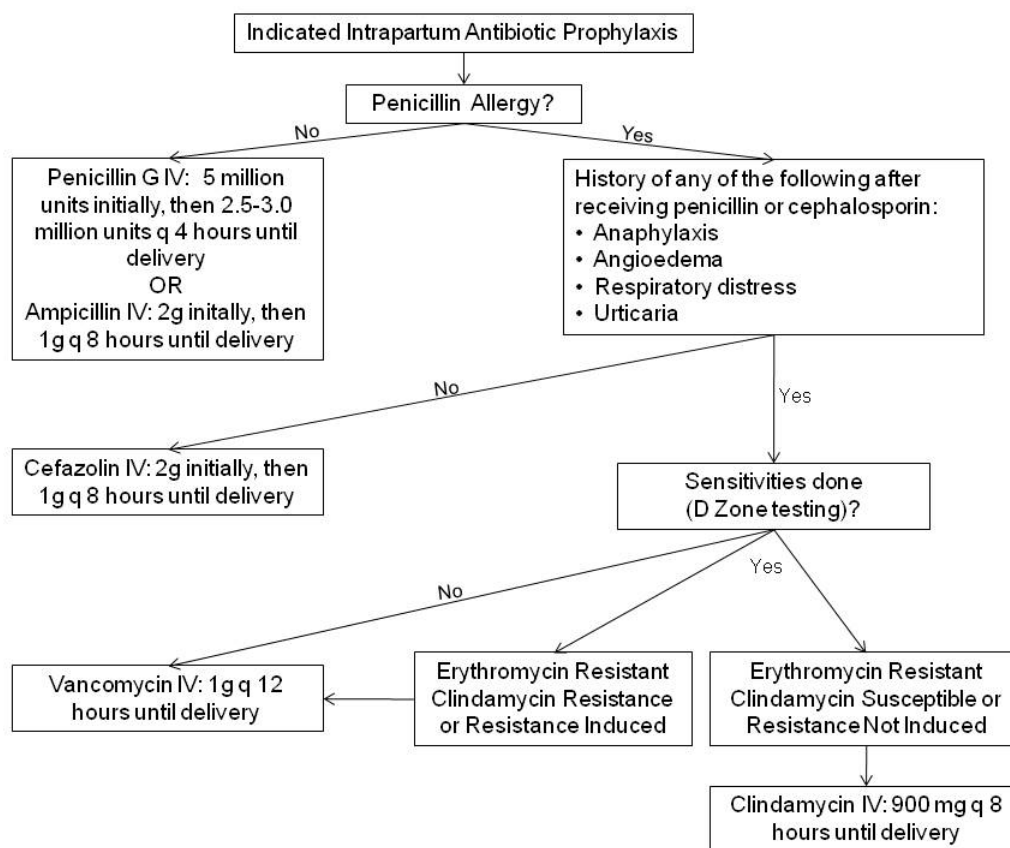 Indicated Intrapartum Antibiotic Prophylaxis
Penicillin Allergy?
No
Yes
Penicillin G IV: 5 million
units initially, then 2.5-3.0
million units q 4 hours until
delivery
OR
Ampicillin IV: 2g initally, then
1g q 8 hours until delivery
History of any of the following after
receiving penicillin or cephalosporin:
• Anaphylaxis
• Angioedema
• Respiratory distress
• Urticaria
No
Yes
Cefazolin IV: 2g initially, then
1g q 8 hours until delivery
Sensitivities done
(D Zone testing)?
No
Yes
Vancomycin IV: 1g q 12
hours until delivery
Erythromycin Resistant
Clindamycin Resistance
or Resistance Induced
Erythromycin Resistant
Clindamycin Susceptible or
Resistance Not Induced
Clindamycin IV: 900 mg q 8
hours until delivery